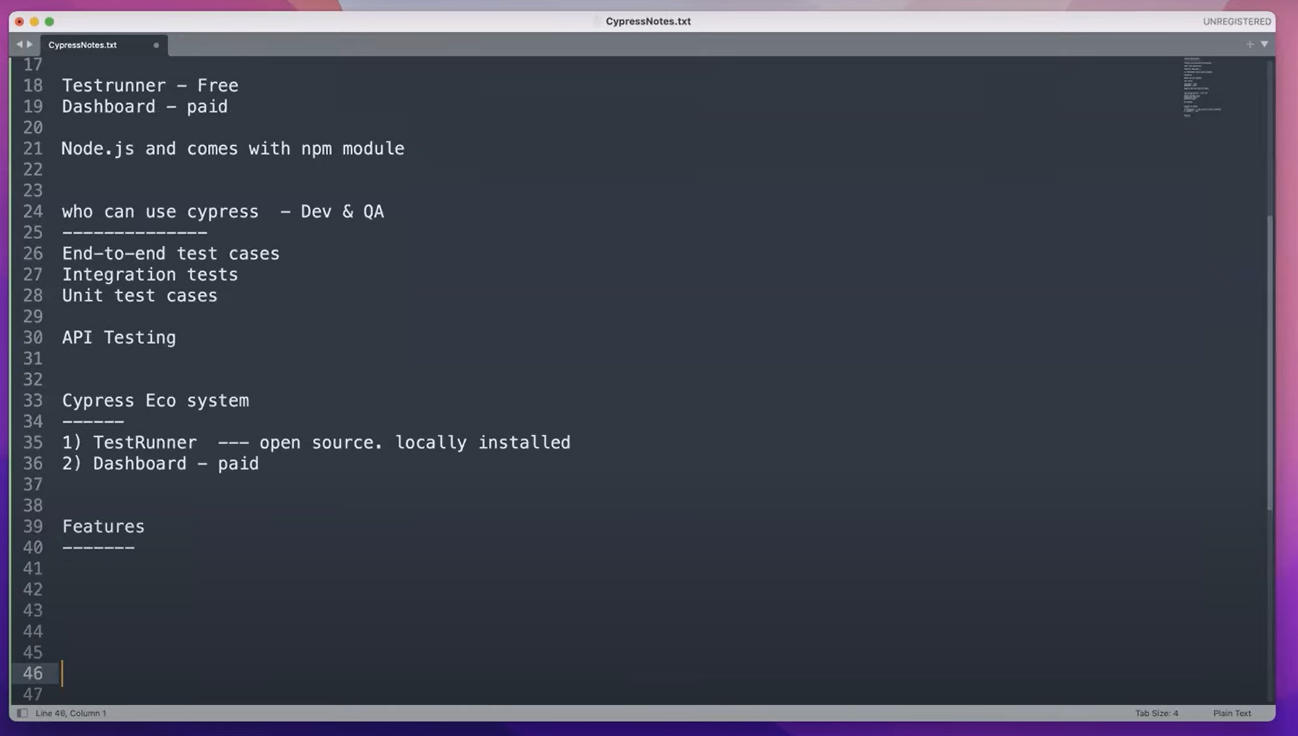 CypressNotes.txt
UNREGISTERED
CypressNotes.txt
17
18 Testrunner - Free
19 Dashboard - paid
20
21 Node.js and comes with npm module
22
23
24 who can use cypress  - Dev & QA
25 --------------
26 End-to-end test cases
27 Integration tests
28 Unit test cases
29
30 API Testing
31
32
33 Cypress Eco system
34 ------
35 1) TestRunner  --- open source. locally installed
36 2) Dashboard - paid
37
38
39 Features
40 -------
41
42
43
44
45
46
47
Line 46, Column 1
Tab Size: 4
Plain Text